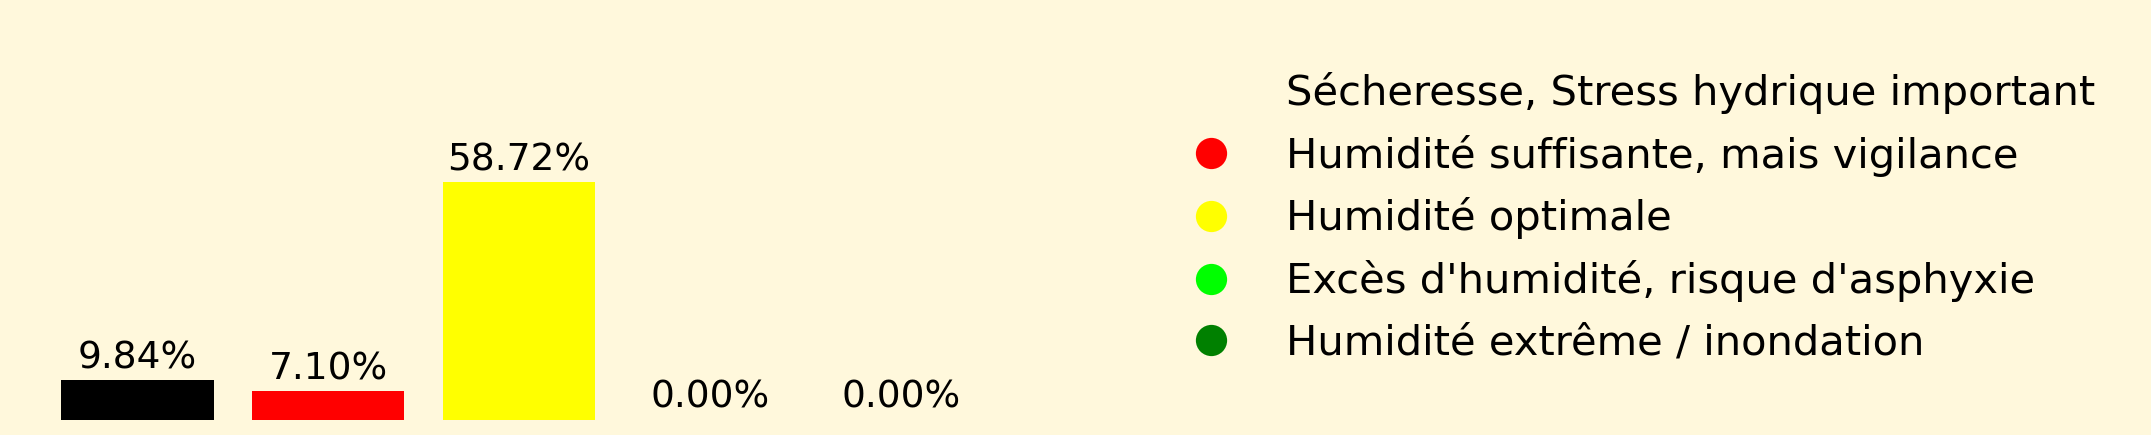 58.72%
9.84%
7.10%
0.00%
0.00%
Sécheresse, Stress hydrique important
Humidité suffisante, mais vigilance
Humidité optimale
Excès d'humidité, risque d'asphyxie
Humidité extrême / inondation